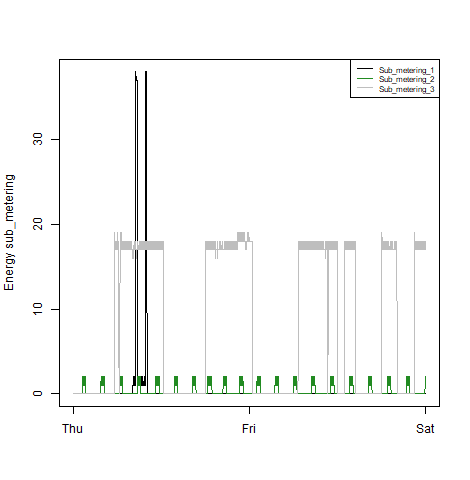 Sub_metering_1
Sub_metering_2
Sub_metering_3
Energy sub_metering
30
20
10
0
Thu Fri Sat